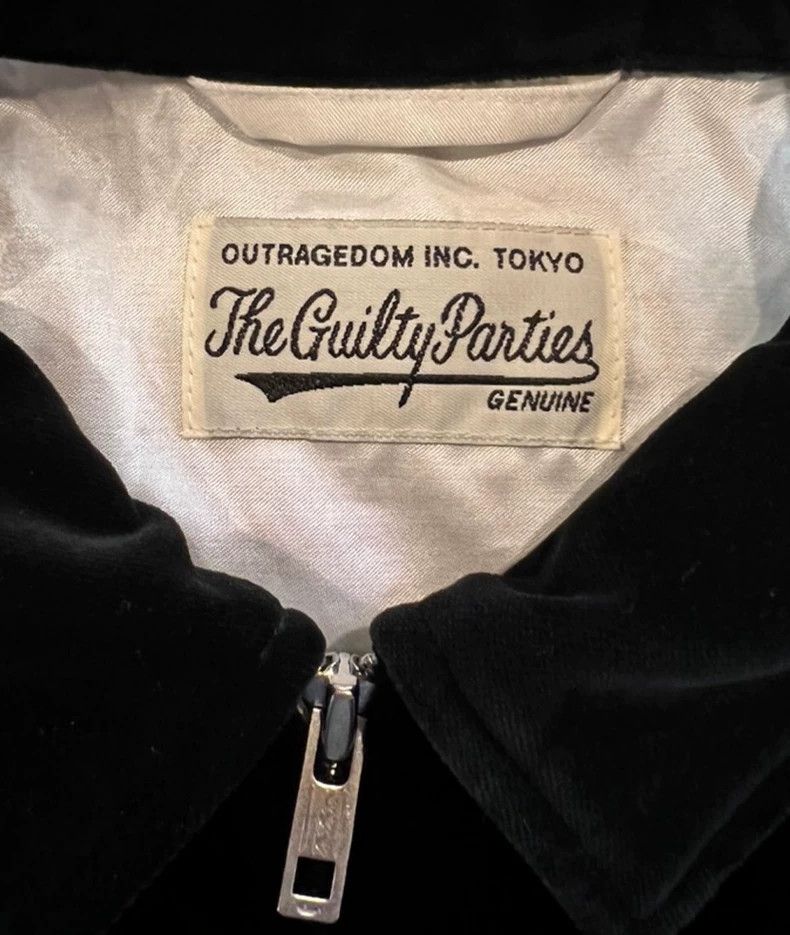 OUTRAGEDOM INC. TOKYO
The Guilty Parties
GENUINE